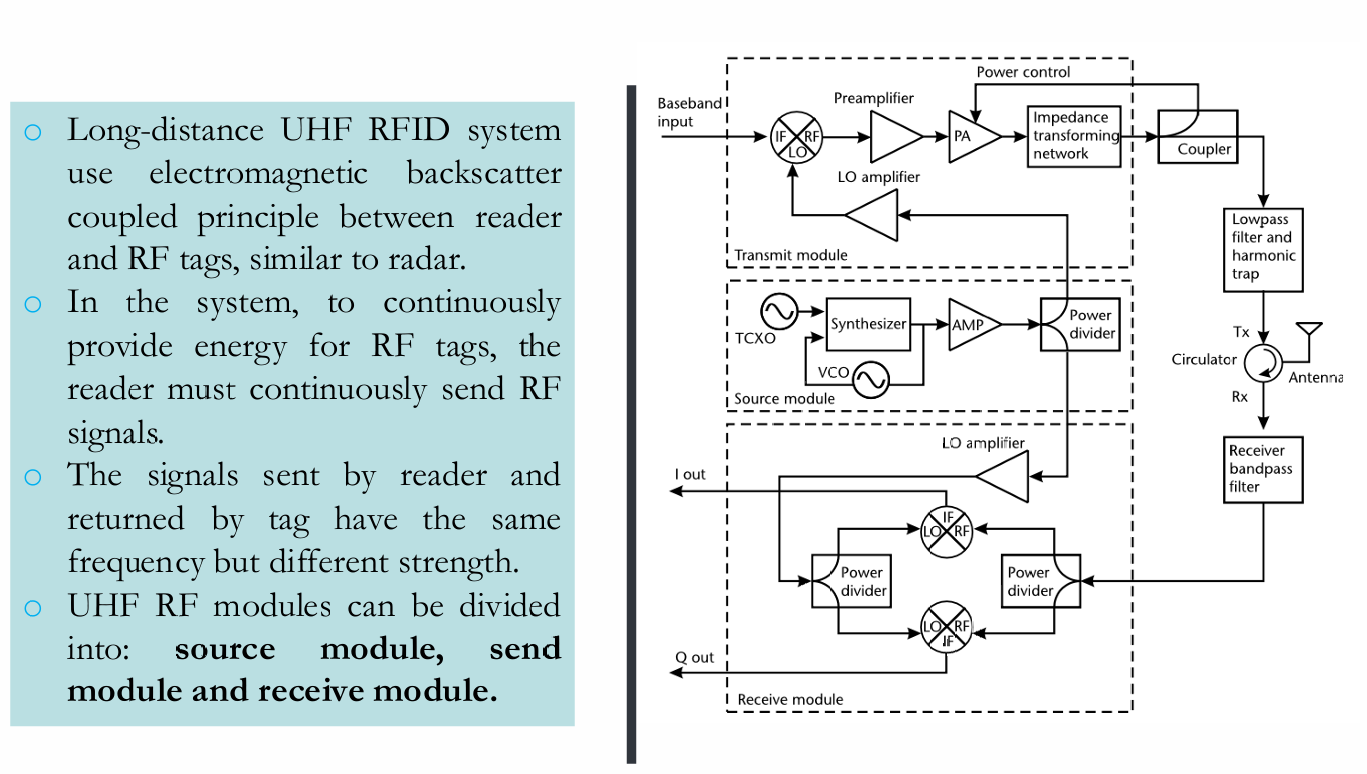 Long-distance UHF RFID system
use electromagnetic backscatter
coupled principle between reader
and RF tags, similar to radar.
In the system, to continuously
provide energy for RF tags, the
reader must continuously send RF
signals.
The signals sent by reader and
returned by tag have the same
frequency but different strength.
UHF RF modules can be divided
into: source module, send
module and receive module.
Power control
Baseband
input
Preamplifier
IF RF
LO
PA
Impedance
transforming
network
Coupler
LO amplifier
Transmit module
Lowpass
filter and
harmonic
trap
TCXO
Synthesizer
AMP
Power
divider
VCO
Source module
Tx
Circulator
Antenna
Rx
LO amplifier
Receiver
bandpass
filter
I out
IF
LO RF
Power
divider
Power
divider
LO RF
IF
Q out
Receive module